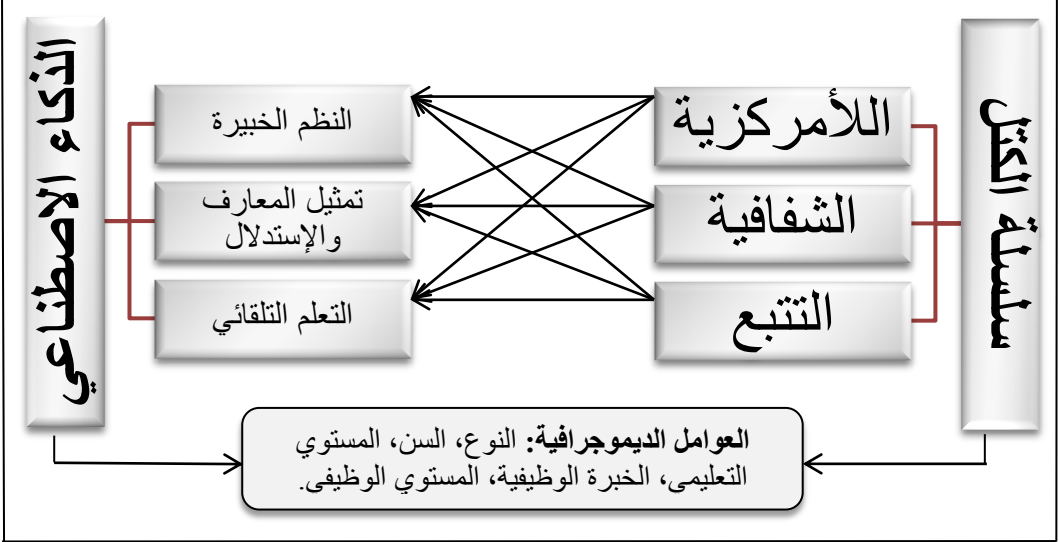 سلسلة الكتل
اللأمركزية
الشفافية
التتبع
النظم الخبيرة
تمثيل المعارف
والإستدلال
التعلم التلقائي
الذكاء الاصطناعي
العوامل الديموجرافية: النوع، السن، المستوي
التعليمى، الخبرة الوظيفية، المستوي الوظيفى.